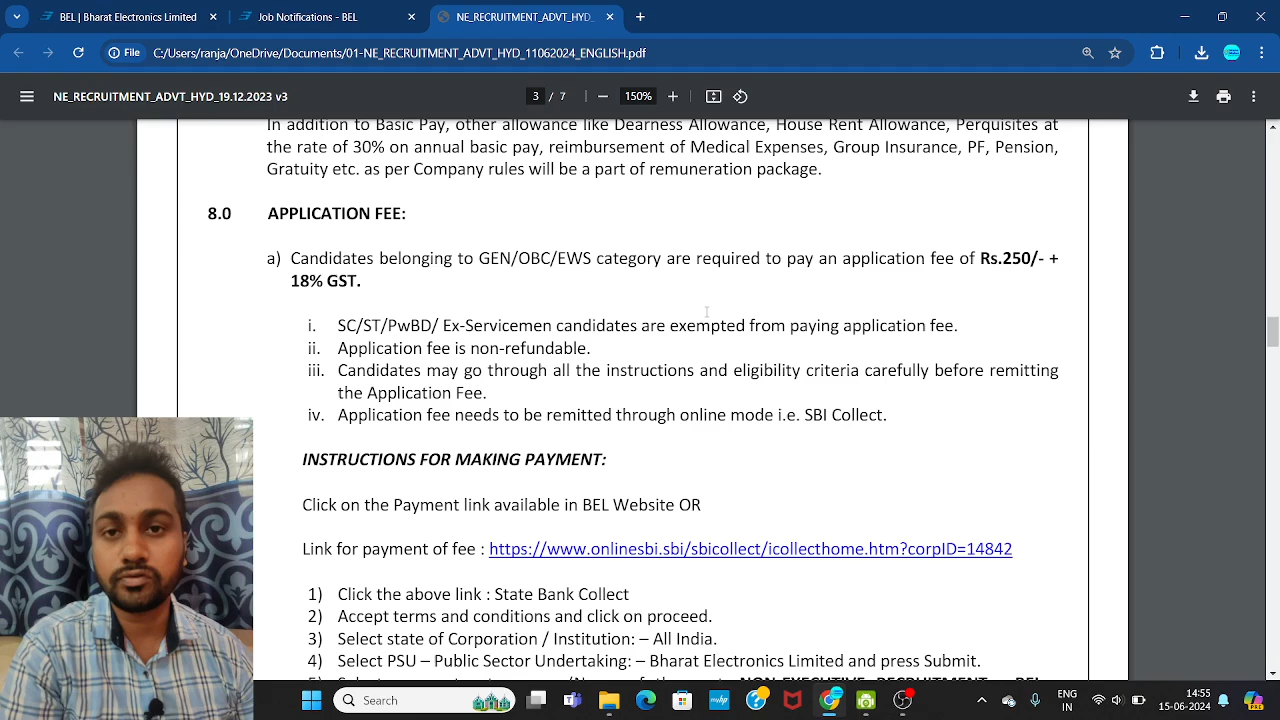 BEL | Bharat Electronics Limited
Job Notifications - BEL
NE_RECRUITMENT_ADVT_HYD_
File
C:/Users/ranja/OneDrive/Documents/01-NE_RECRUITMENT_ADVT_HYD_11062024_ENGLISH.pdf
NE_RECRUITMENT_ADVT_HYD_19.12.2023 v3
3 / 7
150%
In addition to Basic Pay, other allowance like Dearness Allowance, House Rent Allowance, Perquisites at
the rate of 30% on annual basic pay, reimbursement of Medical Expenses, Group Insurance, PF, Pension,
Gratuity etc. as per Company rules will be a part of remuneration package.
8.0 APPLICATION FEE:
a) Candidates belonging to GEN/OBC/EWS category are required to pay an application fee of Rs.250/- +
18% GST.
i. SC/ST/PwBD/ Ex-Servicemen candidates are exempted from paying application fee.
ii. Application fee is non-refundable.
iii. Candidates may go through all the instructions and eligibility criteria carefully before remitting
the Application Fee.
iv. Application fee needs to be remitted through online mode i.e. SBI Collect.
INSTRUCTIONS FOR MAKING PAYMENT:
Click on the Payment link available in BEL Website OR
Link for payment of fee : https://www.onlinesbi.sbi/sbicollect/icollecthome.htm?corpID=14842
1) Click the above link : State Bank Collect
2) Accept terms and conditions and click on proceed.
3) Select state of Corporation / Institution: – All India.
4) Select PSU – Public Sector Undertaking: – Bharat Electronics Limited and press Submit.
Search
ENG
IN
14:55
15-06-2024